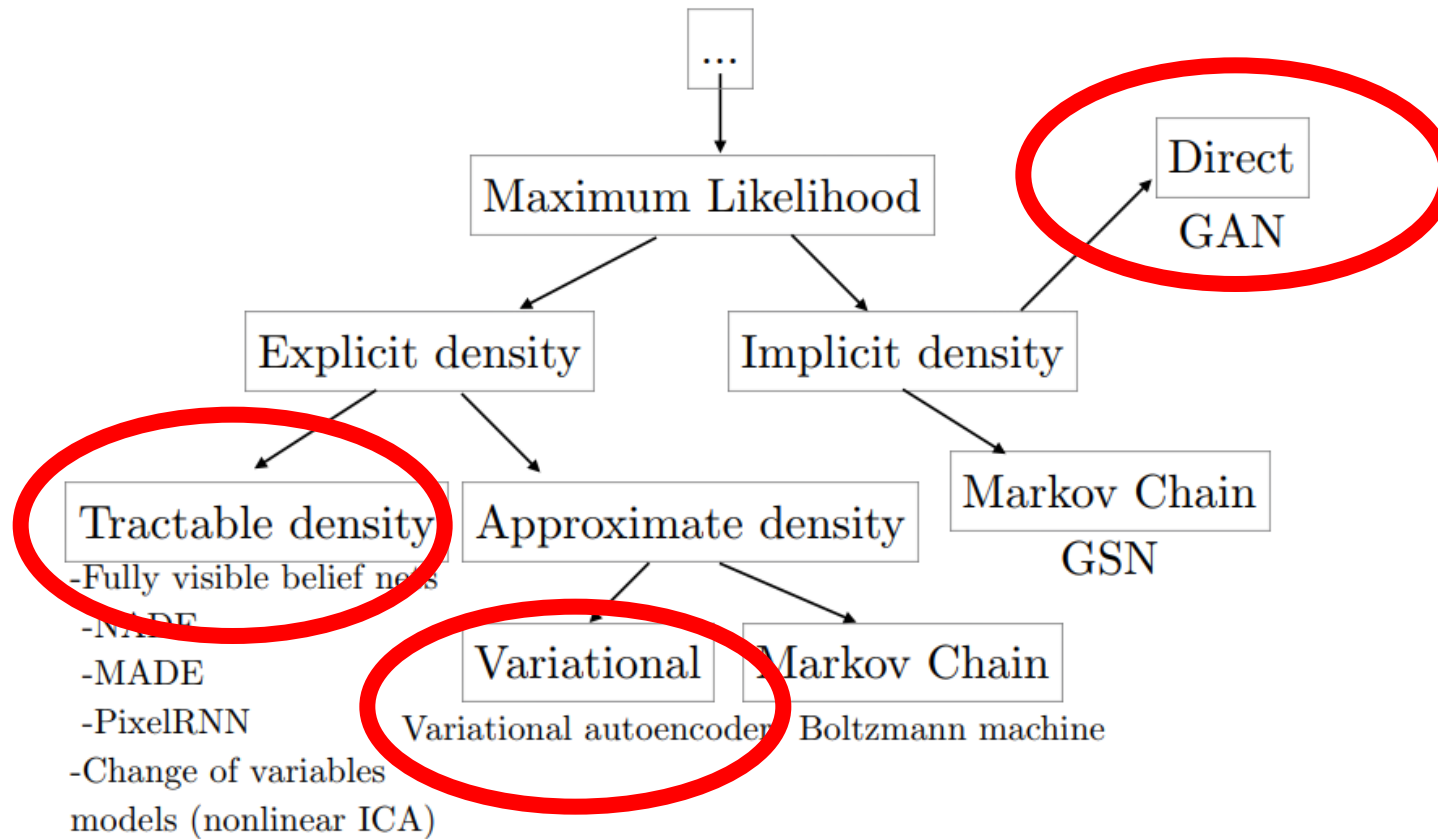 ...
Maximum Likelihood
Direct
GAN
Explicit density
Implicit density
Tractable density
-Fully visible belief nets
-NADE
-MADE
-PixelRNN
-Change of variables
models (nonlinear ICA)
Approximate density
Markov Chain
GSN
Variational
Variational autoencoder
Markov Chain
Boltzmann machine